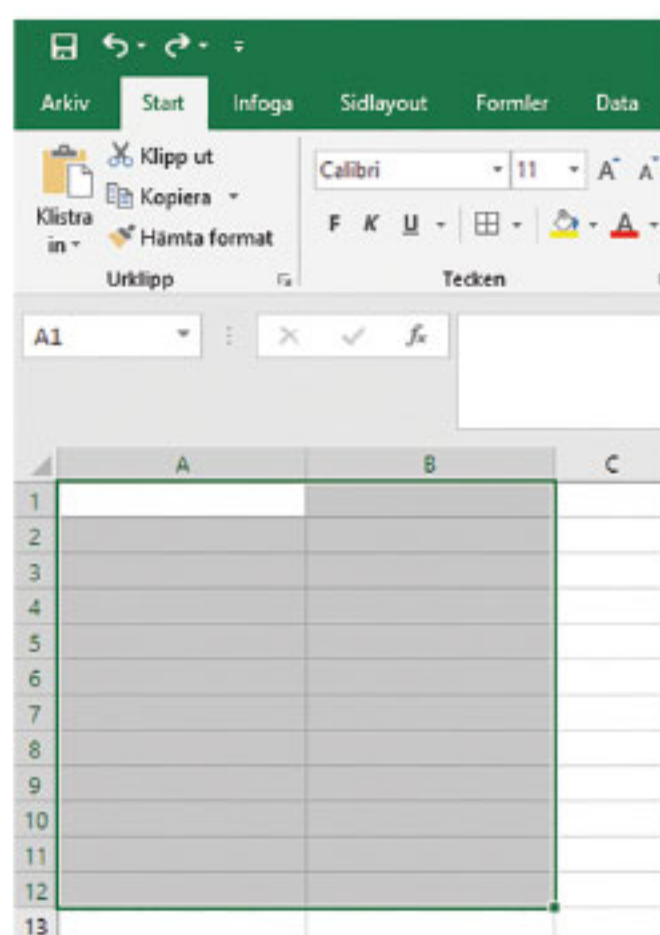 Arkiv Start Infoga Sidlayout Formler Data
Klistra in
Klipp ut
Kopiera
Hämta format
Urklipp
Calibri 11 A A
F K U A
Tecken
A1 fx
A B C
1
2
3
4
5
6
7
8
9
10
11
12
13